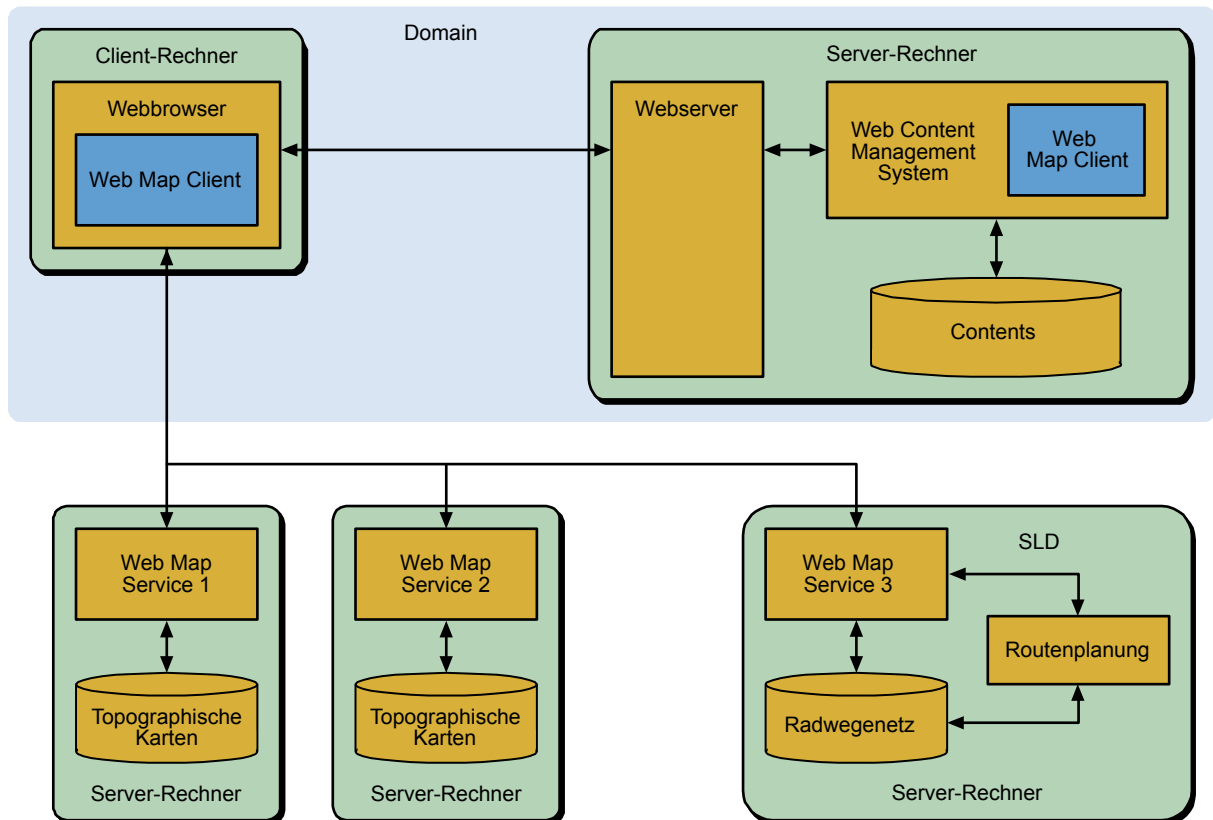 Domain
Client-Rechner
Webbrowser
Web Map Client
Server-Rechner
Webserver
Web Content
Management
System
Web
Map Client
Contents
Web Map
Service 1
Topographische
Karten
Server-Rechner
Web Map
Service 2
Topographische
Karten
Server-Rechner
SLD
Web Map
Service 3
Routenplanung
Radwegenetz
Server-Rechner